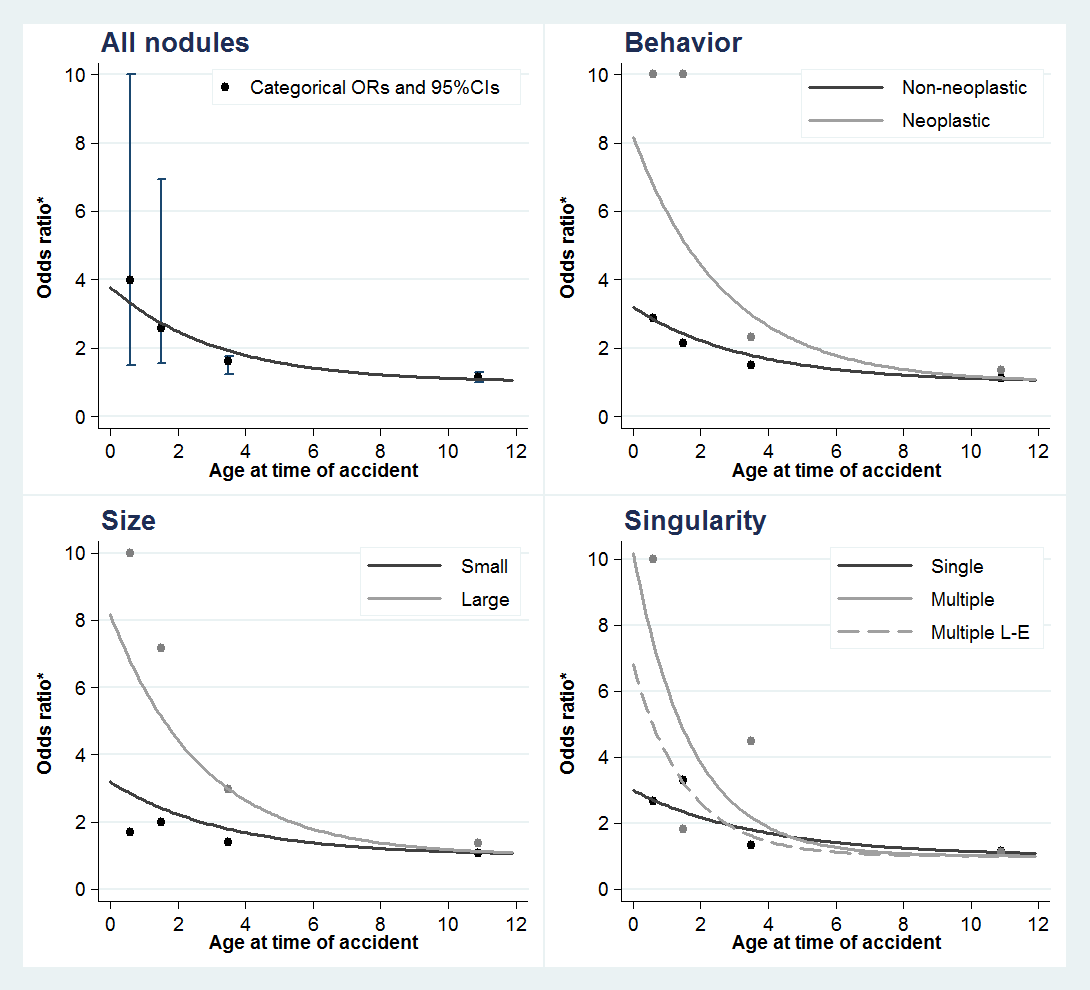 All nodules
Categorical ORs and 95%CIs
10
8
6
4
2
0
Odds ratio*
0 2 4 6 8 10 12
Age at time of accident
Behavior
Non-neoplastic
Neoplastic
10
8
6
4
2
0
Odds ratio*
0 2 4 6 8 10 12
Age at time of accident
Size
Small
Large
10
8
6
4
2
0
Odds ratio*
0 2 4 6 8 10 12
Age at time of accident
Singularity
Single
Multiple
Multiple L-E
10
8
6
4
2
0
Odds ratio*
0 2 4 6 8 10 12
Age at time of accident